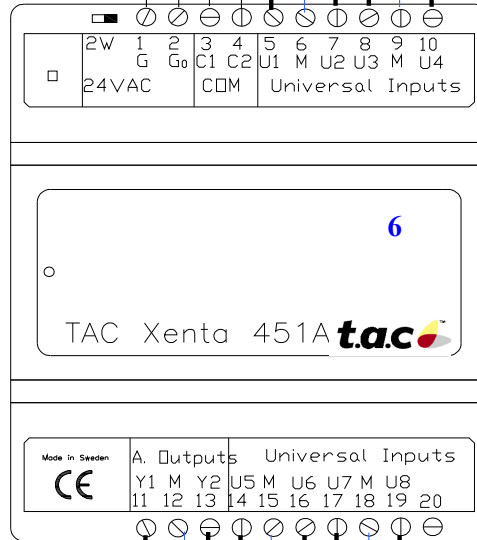 2W 1 2 3 4 5 6 7 8 9 10
G G0 C1 C2 U1 M U2 U3 M U4
24VAC COM Universal Inputs
6
TAC Xenta 451A t.a.c™
Made in Sweden A. Outputs Universal Inputs
CE Y1 M Y2 U5 M U6 U7 M U8
11 12 13 14 15 16 17 18 19 20